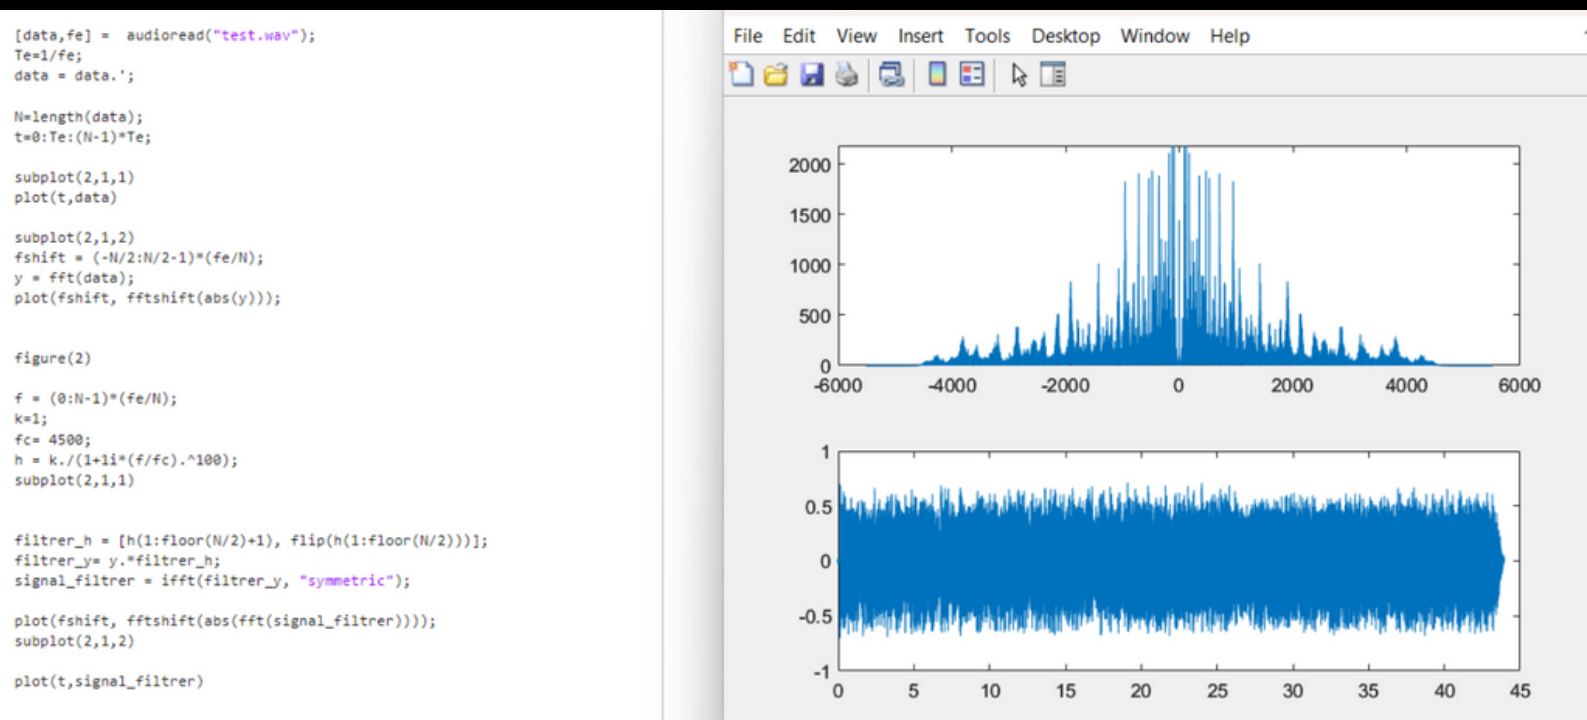 [data,fe] =  audioread("test.wav");
Te=1/fe;
data = data.';
N=length(data);
t=0:Te:(N-1)*Te;
subplot(2,1,1)
plot(t,data)
subplot(2,1,2)
fshift = (-N/2:N/2-1)*(fe/N);
y = fft(data);
plot(fshift, fftshift(abs(y)));
figure(2)
f = (0:N-1)*(fe/N);
k=1;
fc= 4500;
h = k./(1+1i*(f/fc).^100);
subplot(2,1,1)
filtrer_h = [h(1:floor(N/2)+1), flip(h(1:floor(N/2)))];
filtrer_y= y.*filtrer_h;
signal_filtrer = ifft(filtrer_y, "symmetric");
plot(fshift, fftshift(abs(fft(signal_filtrer))));
subplot(2,1,2)
plot(t,signal_filtrer)
File Edit View Insert Tools Desktop Window Help
2000
1500
1000
500
0
-6000 -4000 -2000 0 2000 4000 6000
1
0.5
0
-0.5
-1
0 5 10 15 20 25 30 35 40 45